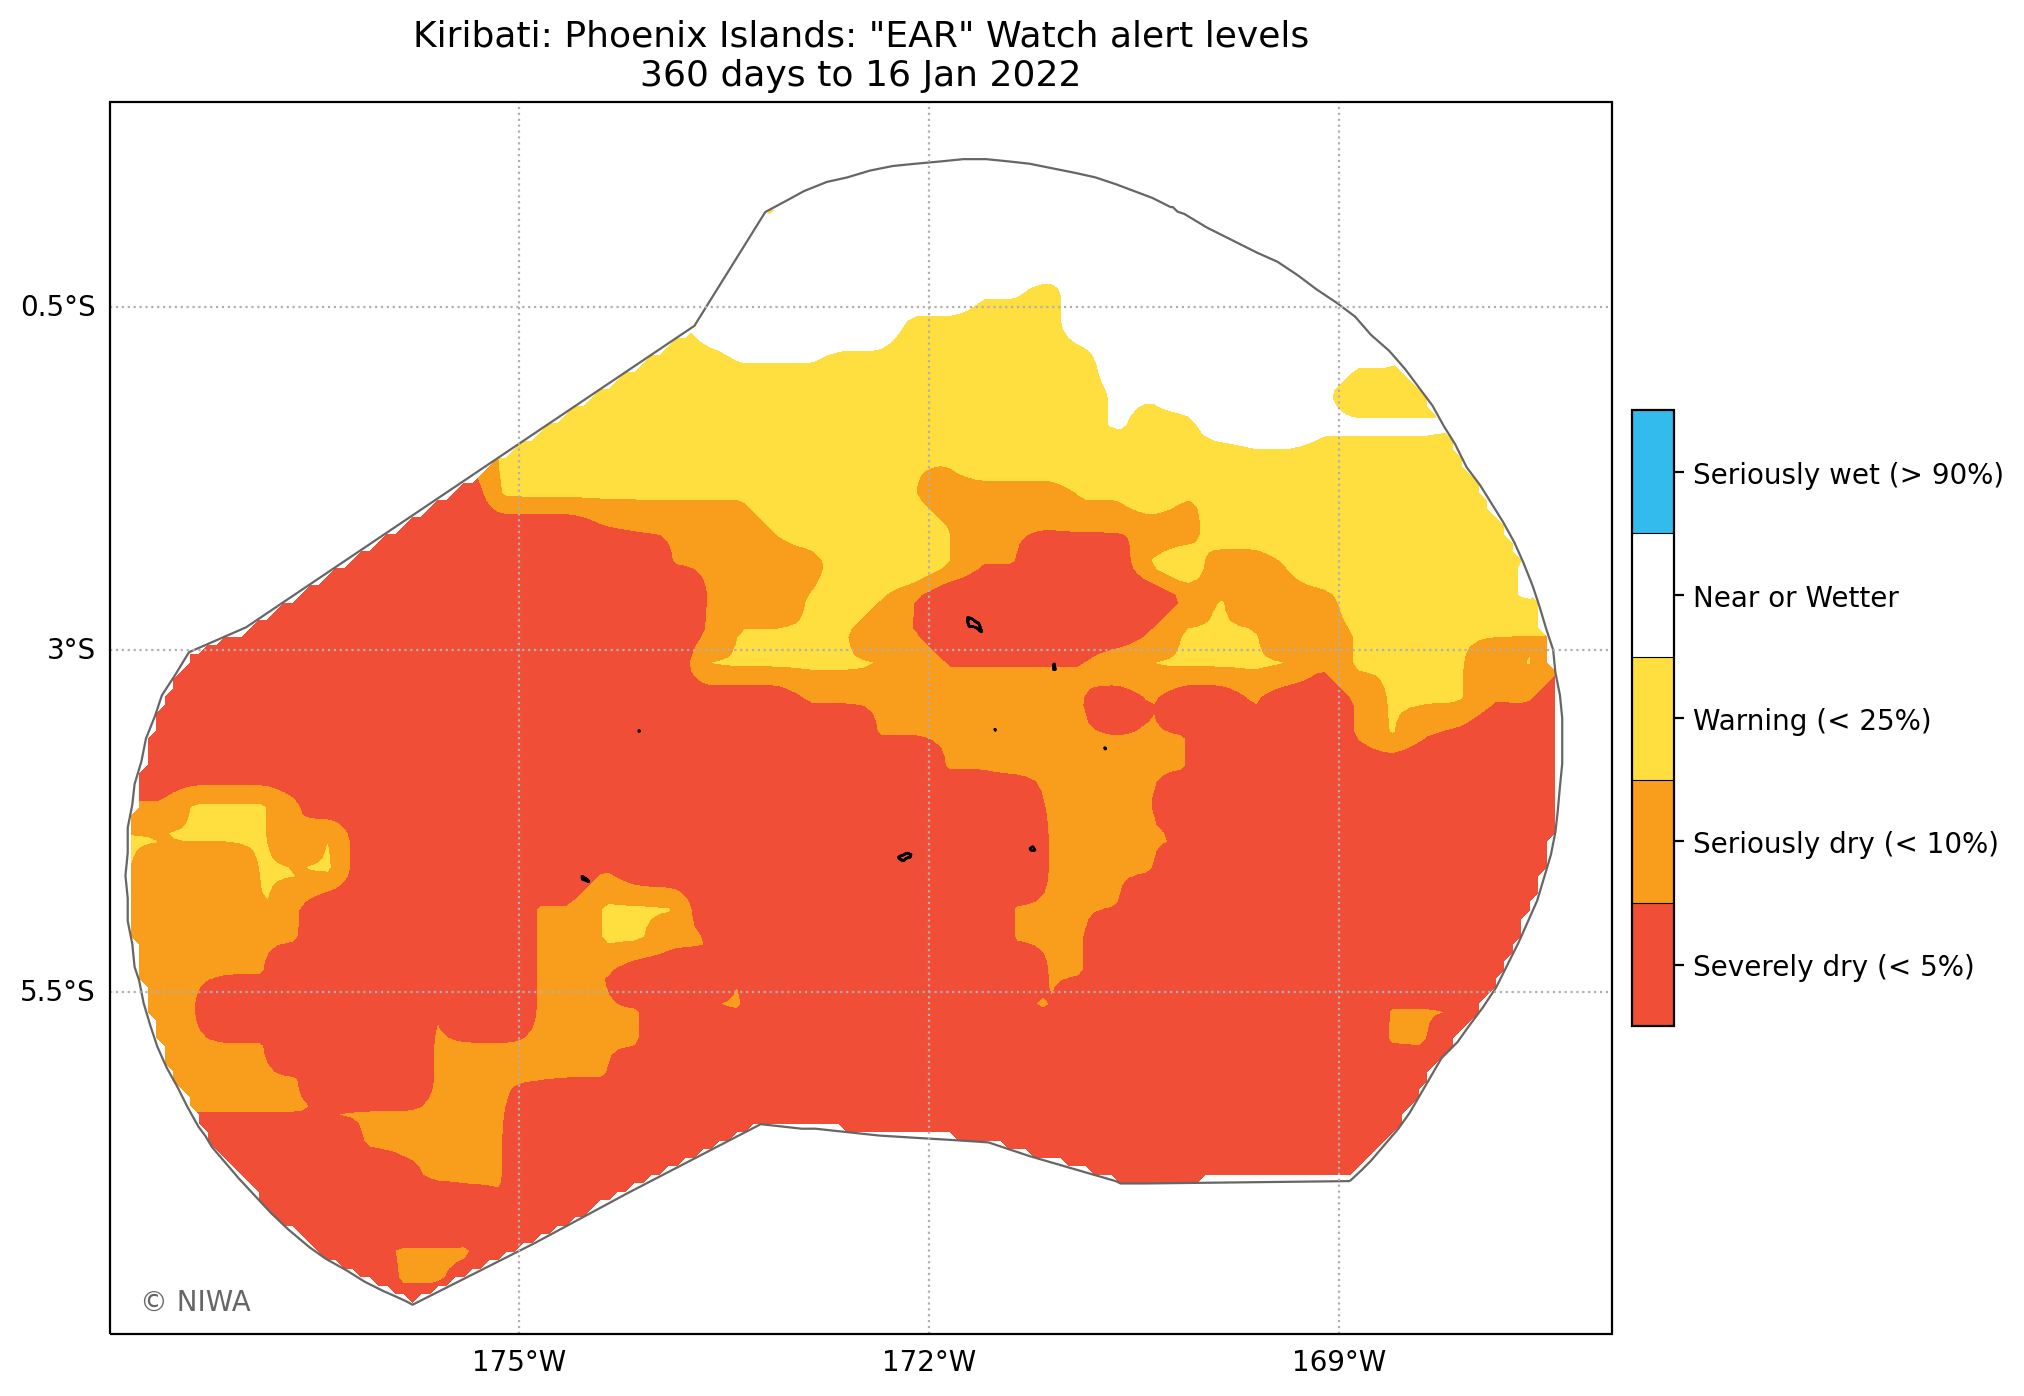 Kiribati: Phoenix Islands: "EAR" Watch alert levels
360 days to 16 Jan 2022
0.5°S
3°S
5.5°S
175°W
172°W
169°W
Seriously wet (> 90%)
Near or Wetter
Warning (< 25%)
Seriously dry (< 10%)
Severely dry (< 5%)
© NIWA